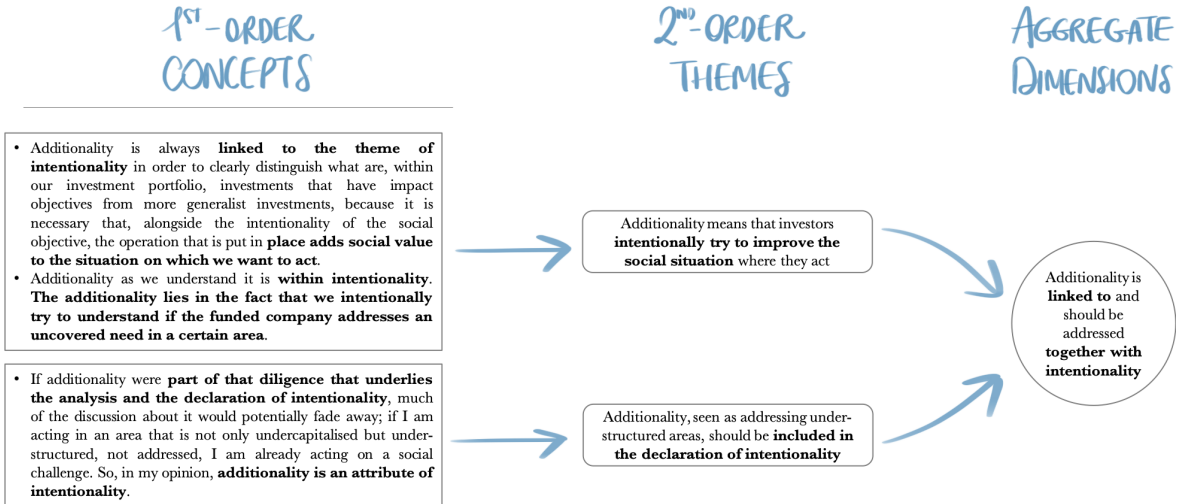 1ST-ORDER
CONCEPTS
2ND-ORDER
THEMES
AGGREGATE
DIMENSIONS
• Additionality is always linked to the theme of
intentionality in order to clearly distinguish what are, within
our investment portfolio, investments that have impact
objectives from more generalist investments, because it is
necessary that, alongside the intentionality of the social
objective, the operation that is put in place adds social value
to the situation on which we want to act.
• Additionality as we understand it is within intentionality.
The additionality lies in the fact that we intentionally
try to understand if the funded company addresses an
uncovered need in a certain area.
• If additionality were part of that diligence that underlies
the analysis and the declaration of intentionality, much
of the discussion about it would potentially fade away; if I am
acting in an area that is not only undercapitalised but under-
structured, not addressed, I am already acting on a social
challenge. So, in my opinion, additionality is an attribute of
intentionality.
Additionality means that investors
intentionally try to improve the
social situation where they act
Additionality, seen as addressing under-
structured areas, should be included in
the declaration of intentionality
Additionality is
linked to and
should be
addressed
together with
intentionality